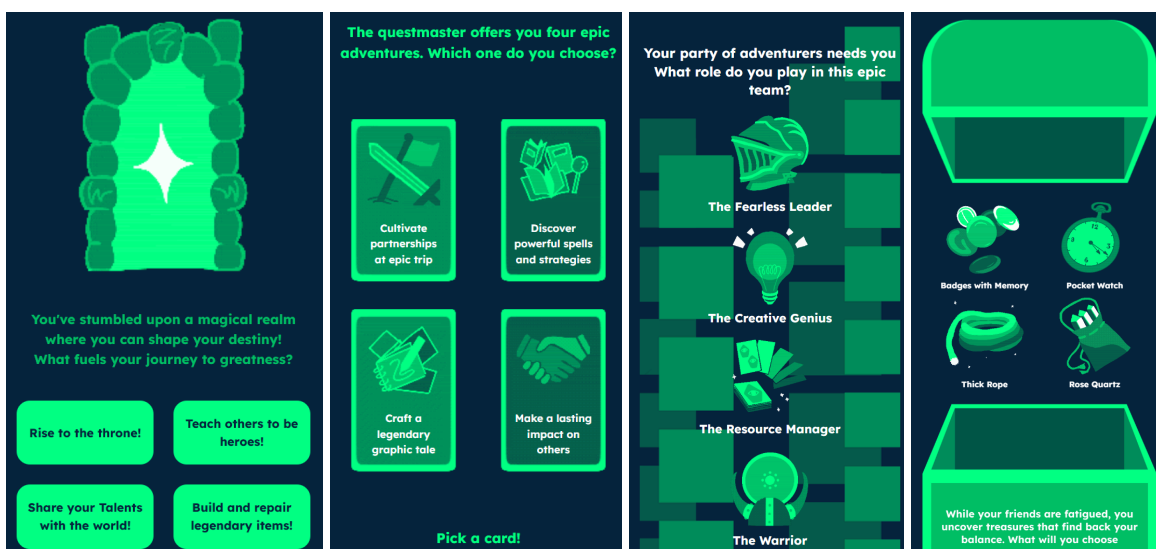 You've stumbled upon a magical realm
where you can shape your destiny!
What fuels your journey to greatness?
Rise to the throne!
Teach others to be
heroes!
Share your Talents
with the world!
Build and repair
legendary items!
The questmaster offers you four epic
adventures. Which one do you choose?
Cultivate
partnerships
at epic trip
Discover
powerful spells
and strategies
Craft a
legendary
graphic tale
Make a lasting
impact on
others
Pick a card!
Your party of adventurers needs you
What role do you play in this epic
team?
The Fearless Leader
The Creative Genius
The Resource Manager
The Warrior
12
3
6
9
Badges with Memory
Pocket Watch
Thick Rope
Rose Quartz
While your friends are fatigued, you
uncover treasures that find back your
balance. What will you choose